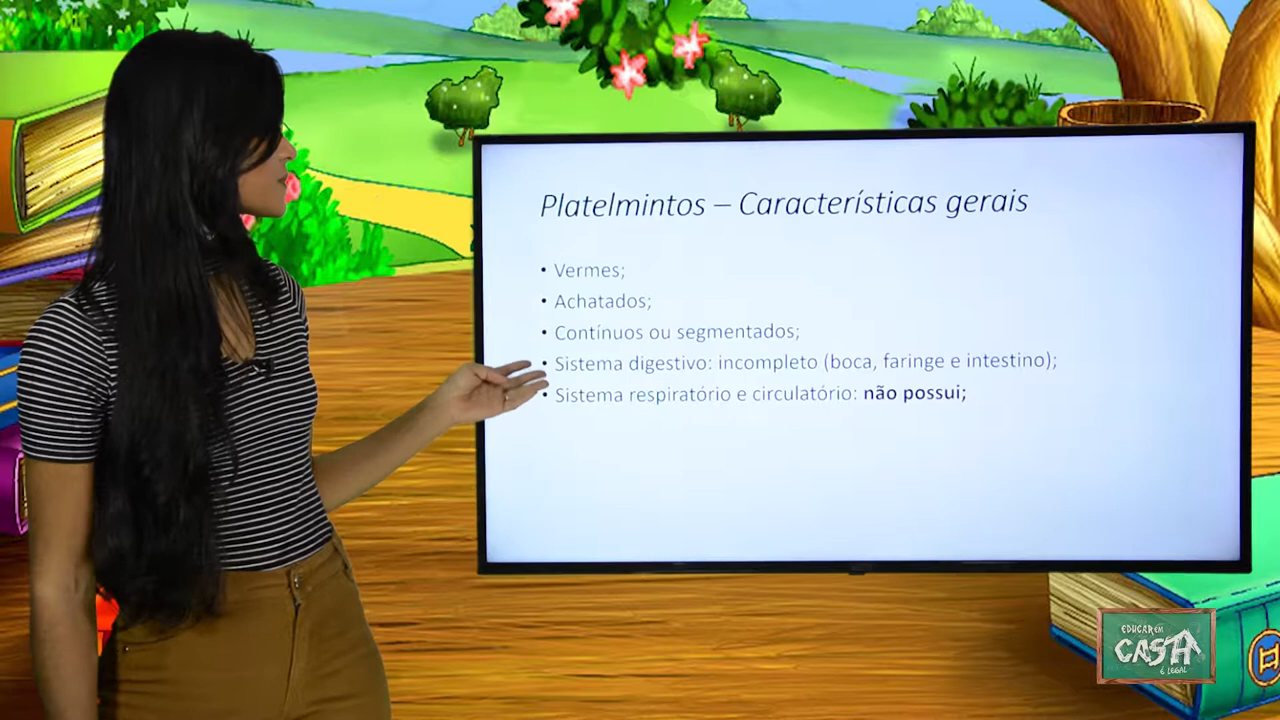 Platelmintos – Características gerais
• Vermes;
• Achatados;
• Contínuos ou segmentados;
• Sistema digestivo: incompleto (boca, faringe e intestino);
• Sistema respiratório e circulatório: não possui;
EDUCAR EM
CASA
É LEGAL